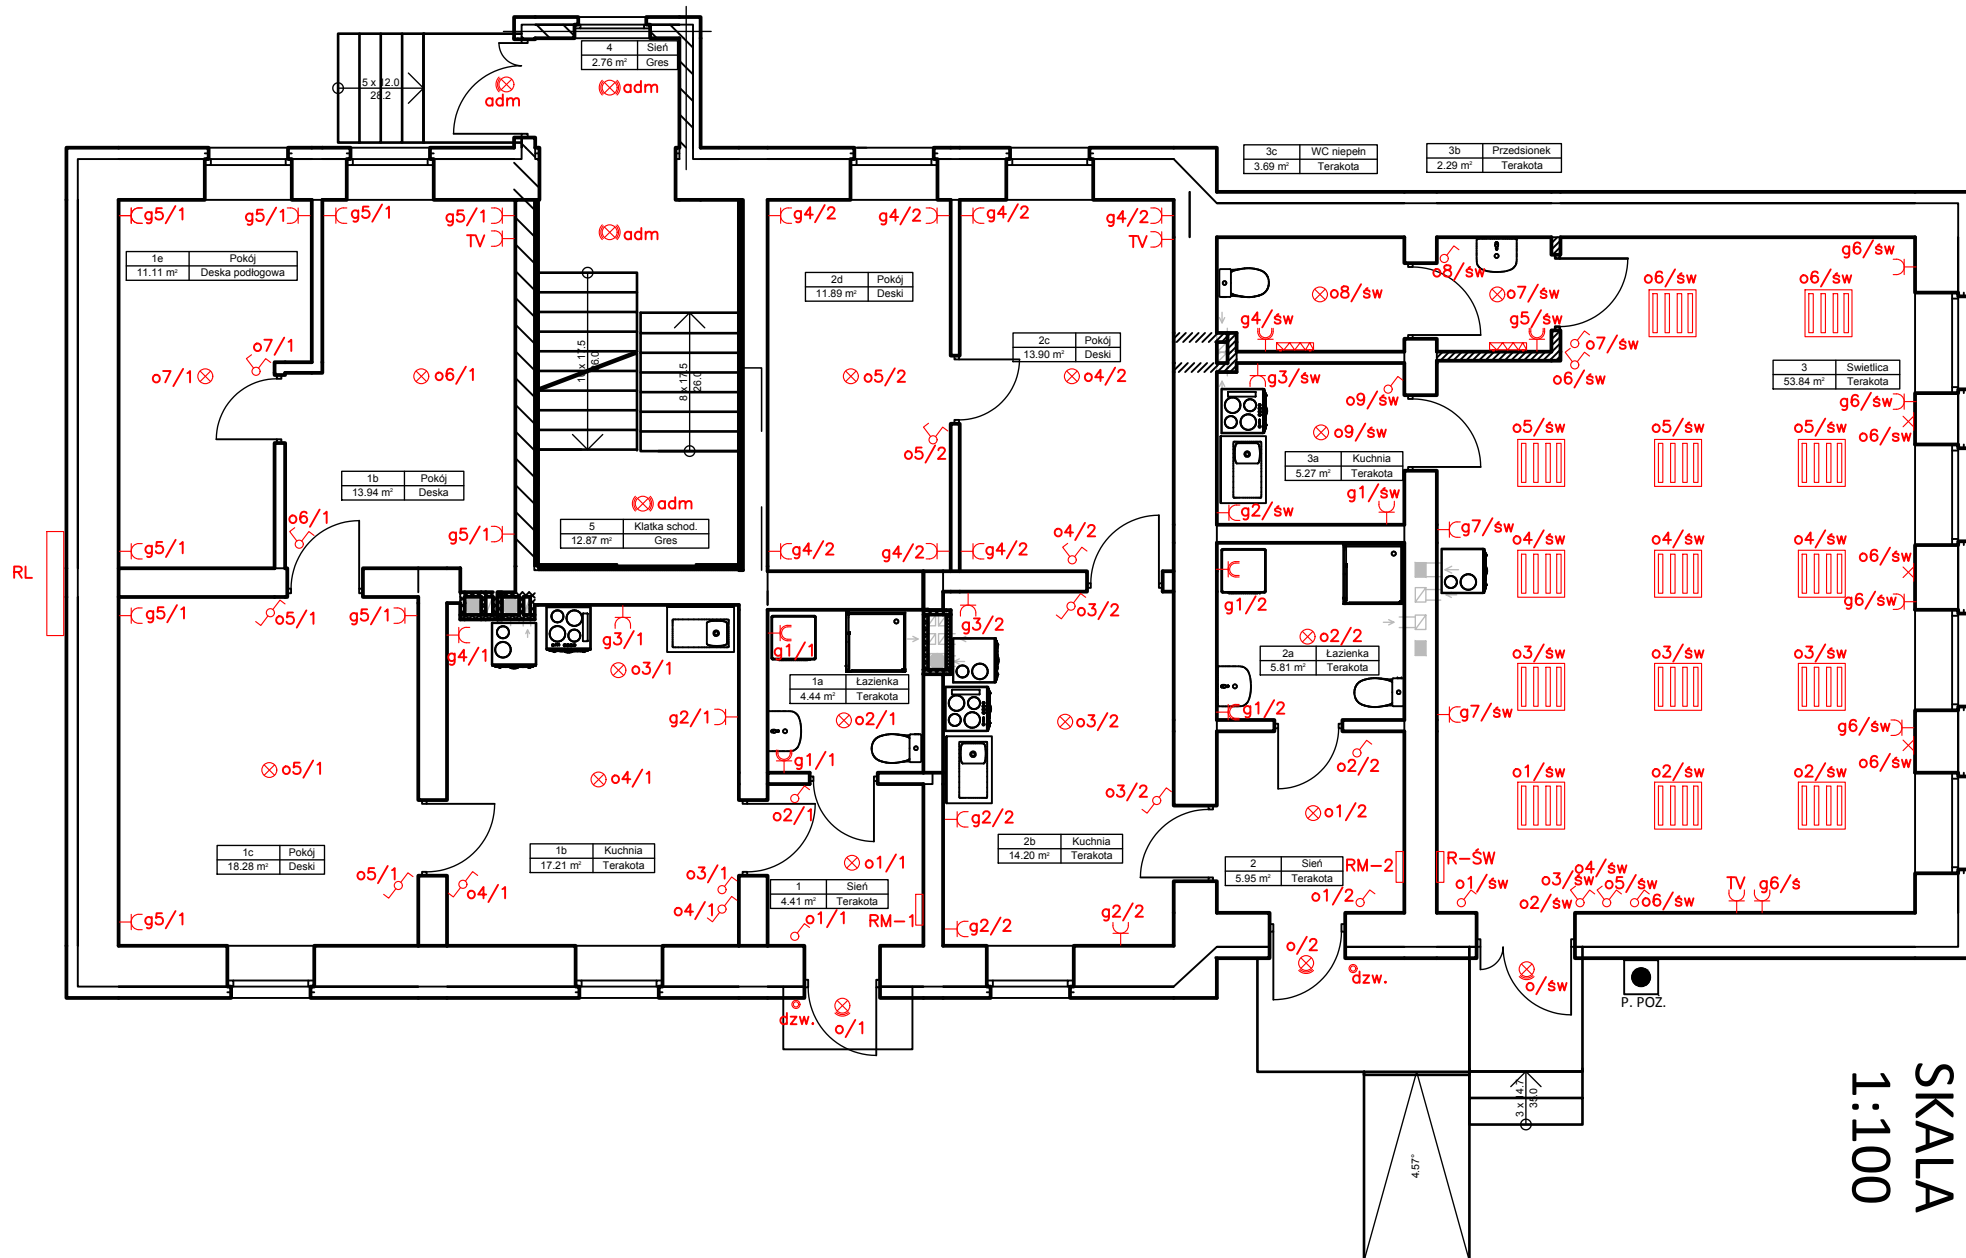 4 Sień
2.76 m² Gres
5 x 12.0
28.2
adm
adm
3c WC niepełn
3.69 m² Terakota
3b Przedsionek
2.29 m² Terakota
g5/1
g5/1
g5/1
g5/1
TV
adm
g4/2
g4/2
g4/2
g4/2
TV
g6/św
1e Pokój
11.11 m² Deska podłogowa
2d Pokój
11.89 m² Deski
o8/św
o6/św
o6/św
o8/św
o7/św
g4/św
g5/św
o7/1
o7/1
o6/1
8 x 17.5
26.0
o5/2
2c Pokój
13.90 m² Deski
o4/2
o7/św
o6/św
3 Swietlica
53.84 m² Terakota
g3/św
o9/św
g6/św
o9/św
o5/św
o5/św
o5/św
o6/sw
o5/2
3a Kuchnia
5.27 m² Terakota
1b Pokój
13.94 m² Deska
g1/św
g2/św
adm
5 Klatka schod.
12.87 m² Gres
o6/1
g5/1
g5/1
g4/2
g4/2
g4/2
o4/2
g7/św
o4/św
o4/św
o4/św
o6/św
RL
g1/2
g6/św
g5/1
o5/1
g5/1
g4/1
g3/1
g1/1
g3/2
o3/2
o2/2
2a Łazienka
5.81 m² Terakota
o3/1
1a Łazienka
4.44 m² Terakota
o3/św
o3/św
o3/św
g2/1
o2/1
o3/2
g1/2
g7/św
g6/św
o2/2
o6/św
g1/1
o5/1
o4/1
o2/1
o3/2
o1/2
o1/św
o2/św
o2/św
g2/2
2b Kuchnia
14.20 m² Terakota
1c Pokój
18.28 m² Deski
1b Kuchnia
17.21 m² Terakota
o1/1
2 Sień
5.95 m² Terakota
RM-2
R-ŚW
o5/1
o4/1
o3/1
o4/1
1 Sień
4.41 m² Terakota
o1/1
RM-1
o1/2
o1/św
o4/św
o3/św
o5/św
o2/św
o6/św
TV
g6/ś
g5/1
g2/2
g2/2
o/2
dzw.
o/św
P. POŻ.
dzw.
o/1
3 x 14.7
35.0
4.57°
SKALA
1:100